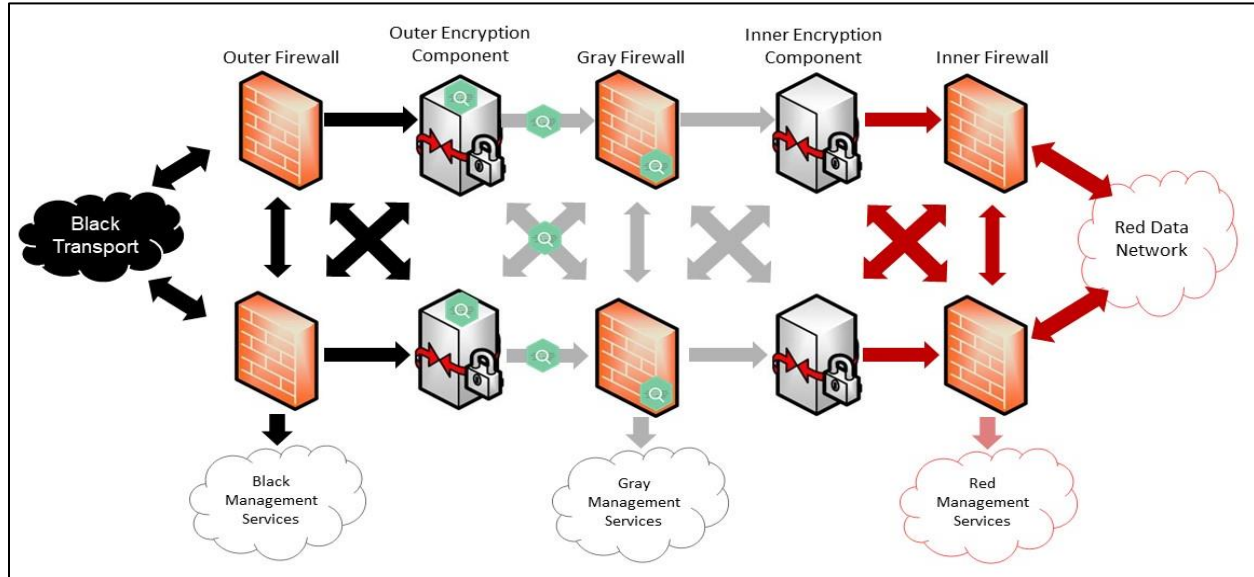 Outer Firewall
Outer Encryption
Component
Gray Firewall
Inner Encryption
Component
Inner Firewall
Black
Transport
Red Data
Network
Black
Management
Services
Gray
Management
Services
Red
Management
Services